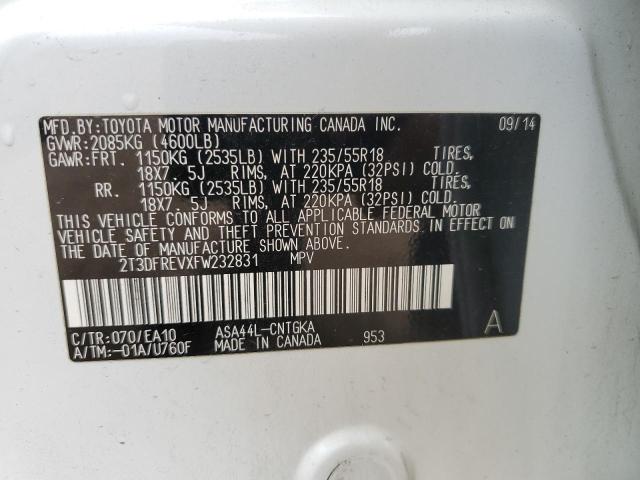 MFD.BY:TOYOTA MOTOR MANUFACTURING CANADA INC. 09/14
GVWR:2085KG (4600LB)
GAWR:FRT. 1150KG (2535LB) WITH 235/55R18 TIRES,
18X7.5J RIMS, AT 220KPA (32PSI) COLD.
RR. 1150KG (2535LB) WITH 235/55R18 TIRES,
18X7.5J RIMS, AT 220KPA (32PSI) COLD.
THIS VEHICLE CONFORMS TO ALL APPLICABLE FEDERAL MOTOR
VEHICLE SAFETY AND THEFT PREVENTION STANDARDS IN EFFECT ON
THE DATE OF MANUFACTURE SHOWN ABOVE.
2T3DFREVXFW232831 MPV
C/TR:070/EA10 ASA44L-CNTGKA A
A/TM:-01A/U760F MADE IN CANADA 953